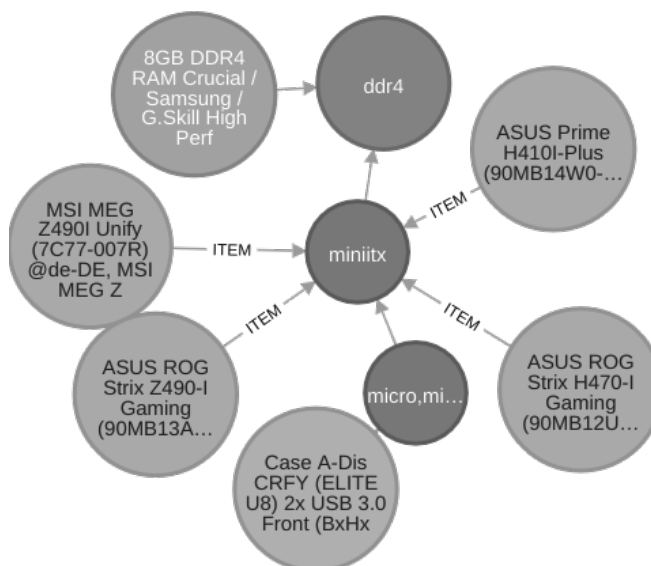 8GB DDR4
RAM Crucial /
Samsung /
G.Skill High
Perf
ddr4
ASUS Prime
H410I-Plus
(90MB14W0-…
MSI MEG
Z490I Unify
(7C77-007R)
@de-DE, MSI
MEG Z
ITEM
miniitx
ITEM
ITEM
ITEM
ASUS ROG
Strix Z490-I
Gaming
(90MB13A…
micro,mi…
ASUS ROG
Strix H470-I
Gaming
(90MB12U…
Case A-Dis
CRFY (ELITE
U8) 2x USB 3.0
Front (BxHx